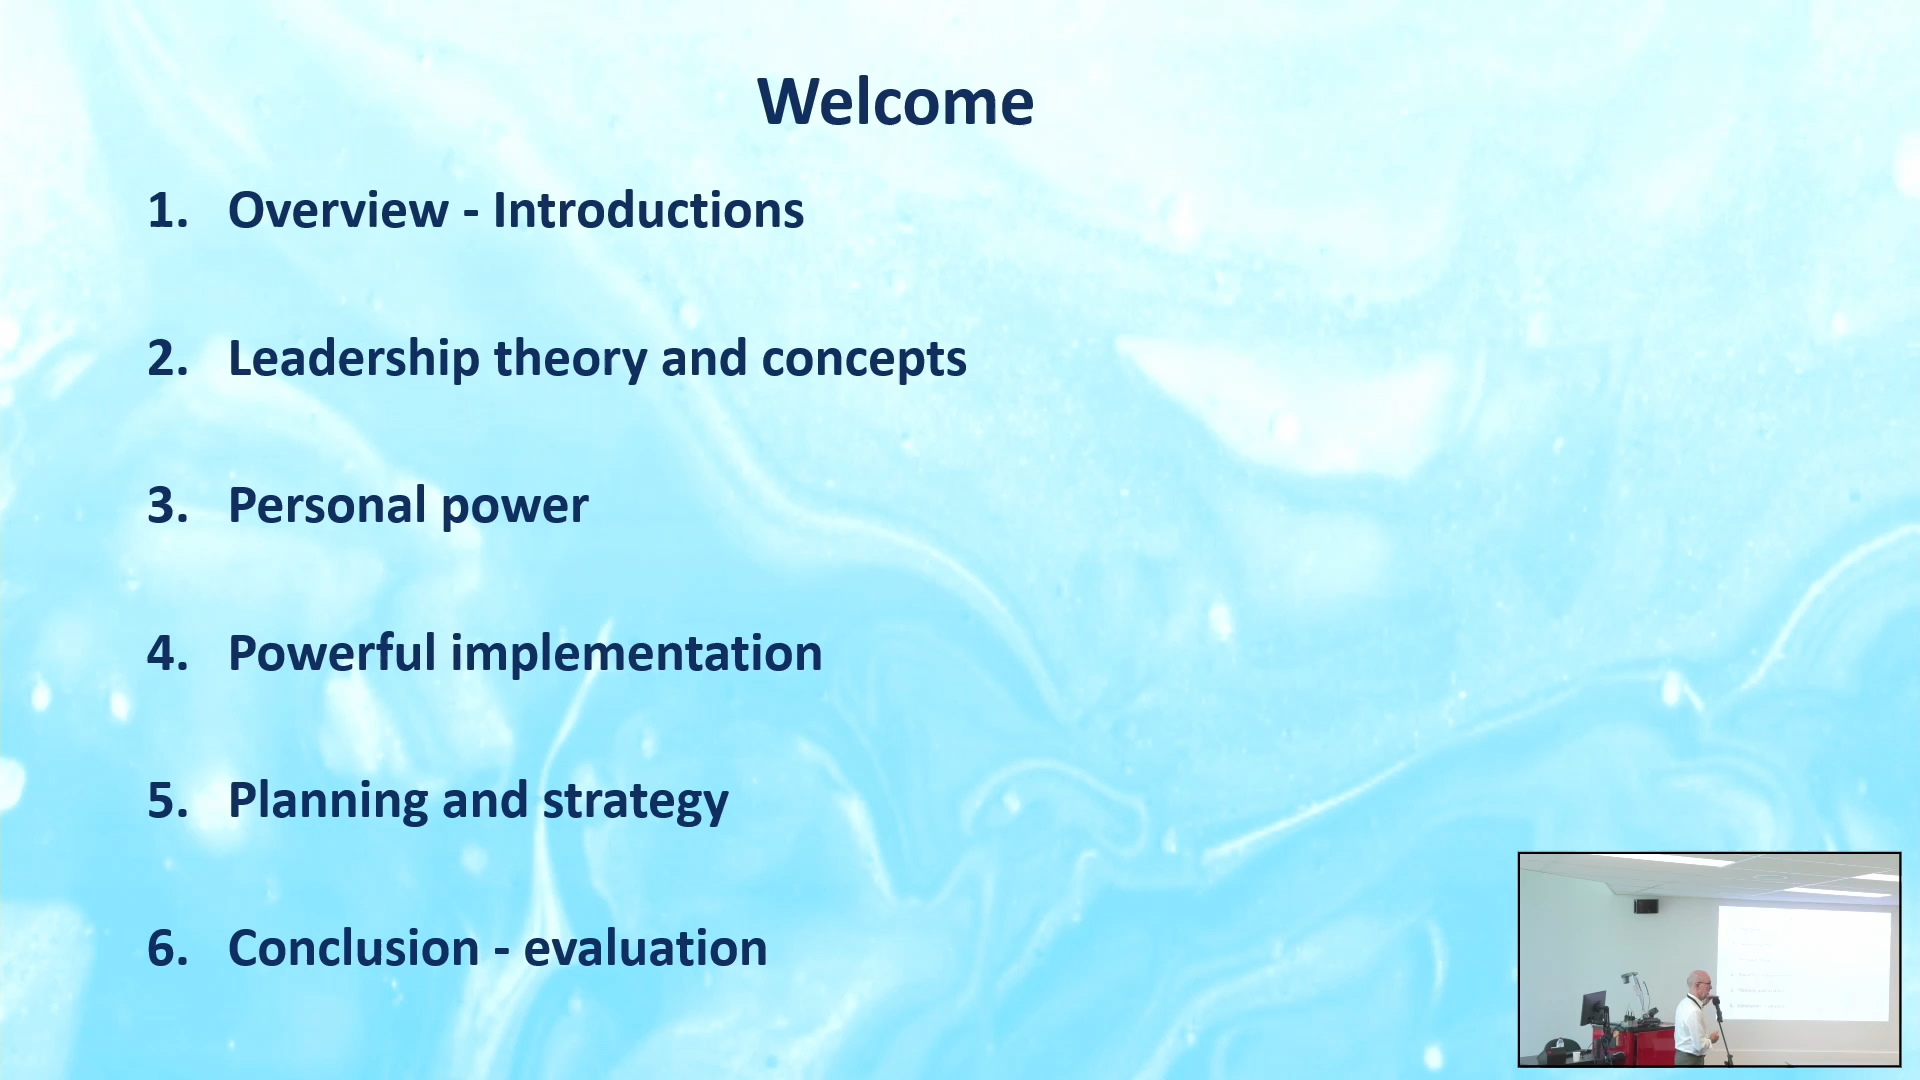 Welcome
1. Overview - Introductions
2. Leadership theory and concepts
3. Personal power
4. Powerful implementation
5. Planning and strategy
6. Conclusion - evaluation